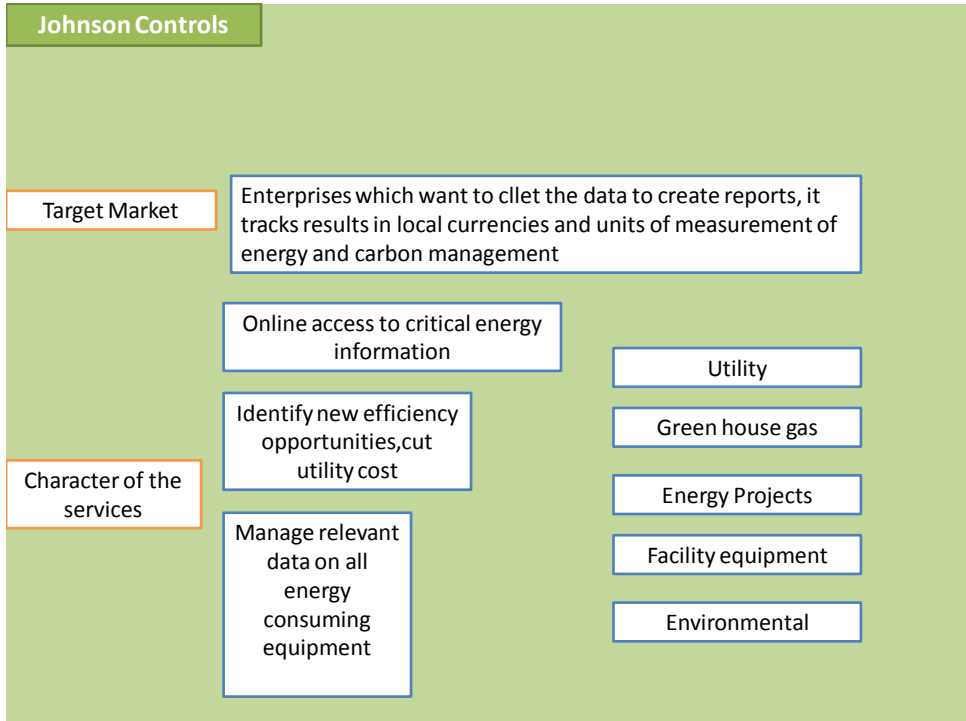 Johnson Controls
Target Market
Enterprises which want to cllet the data to create reports, it
tracks results in local currencies and units of measurement of
energy and carbon management
Online access to critical energy
information
Identify new efficiency
opportunities,cut
utility cost
Character of the
services
Manage relevant
data on all
energy
consuming
equipment
Utility
Green house gas
Energy Projects
Facility equipment
Environmental